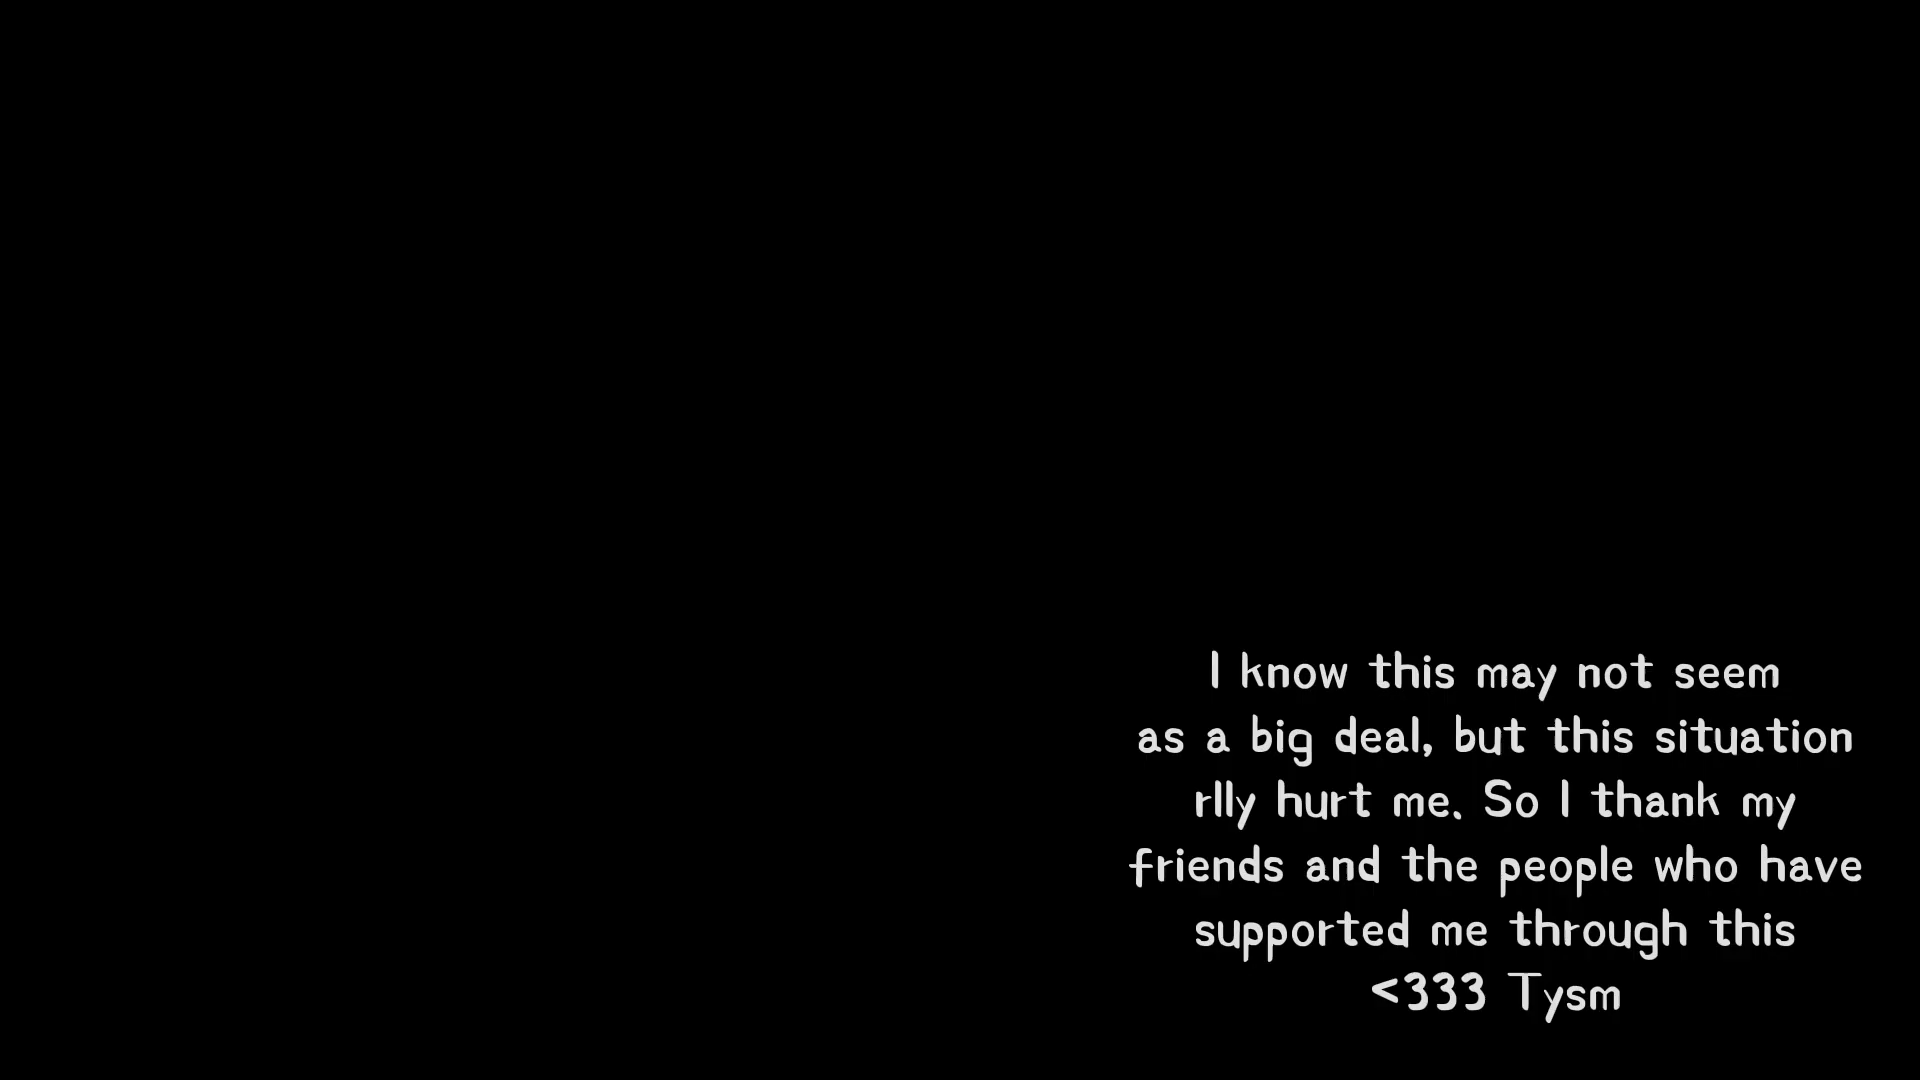 I know this may not seem
as a big deal, but this situation
rlly hurt me. So I thank my
friends and the people who have
supported me through this
<333 Tysm